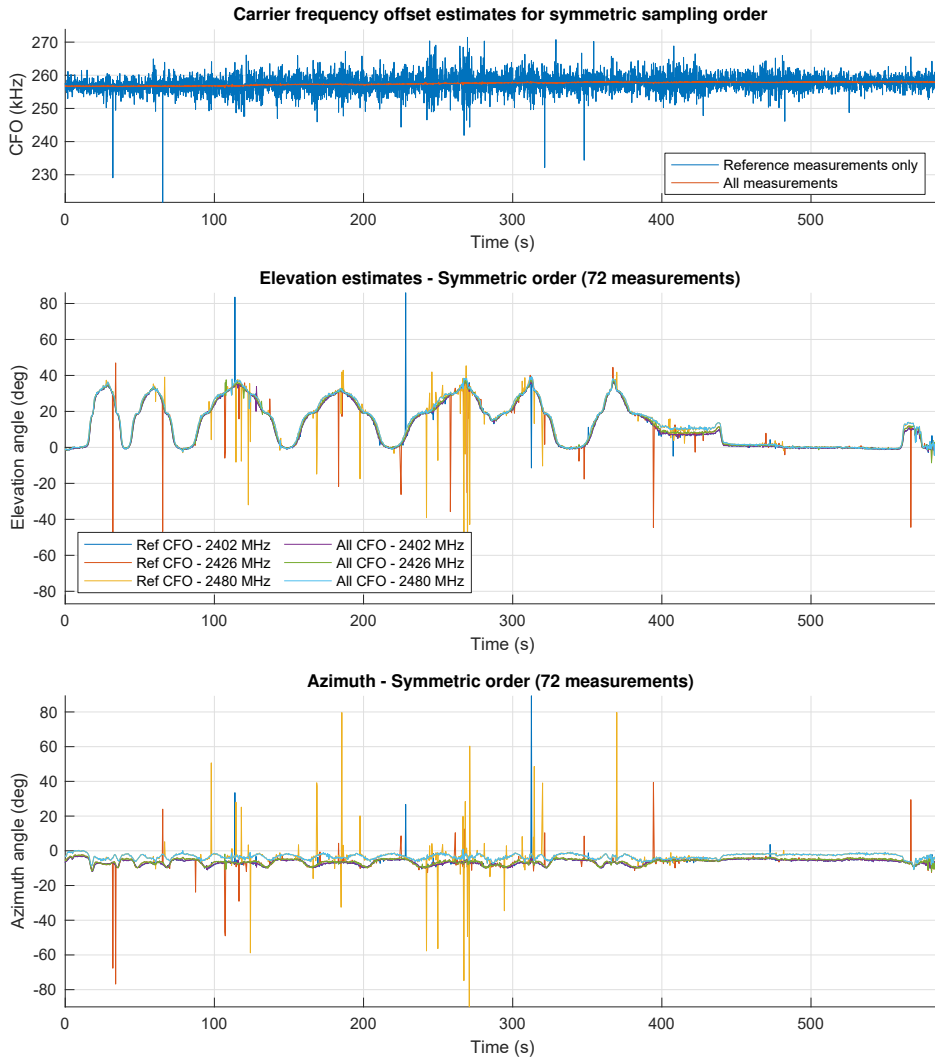 Carrier frequency offset estimates for symmetric sampling order
270
260
250
240
230
CFO (kHz)
Reference measurements only
All measurements
0 100 200 300 400 500
Time (s)
Elevation estimates - Symmetric order (72 measurements)
80
60
40
20
0
-20
-40
-60
-80
Elevation angle (deg)
Ref CFO - 2402 MHz All CFO - 2402 MHz
Ref CFO - 2426 MHz All CFO - 2426 MHz
Ref CFO - 2480 MHz All CFO - 2480 MHz
0 100 200 300 400 500
Time (s)
Azimuth - Symmetric order (72 measurements)
80
60
40
20
0
-20
-40
-60
-80
Azimuth angle (deg)
0 100 200 300 400 500
Time (s)